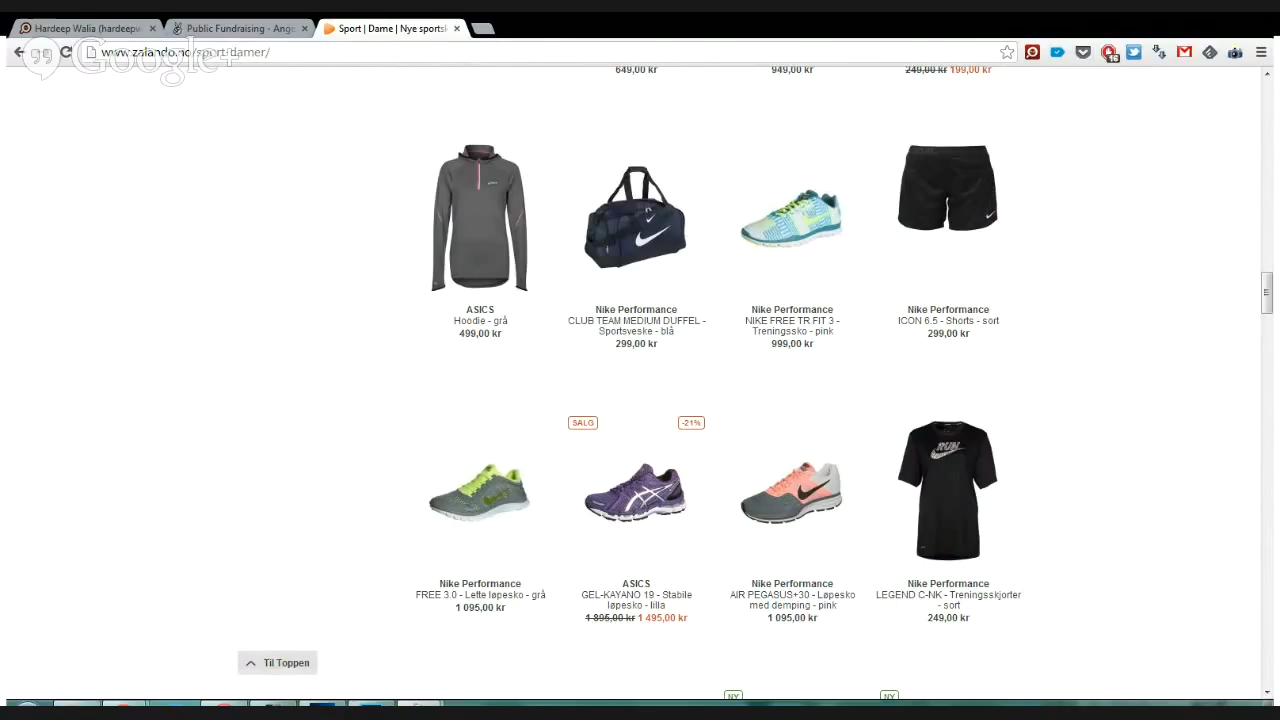 Hardeep Walia (hardeepw
Public Fundraising - Ange
Sport | Dame | Nye sportsk
www.zalando.no/sport-damer/
Google+
16
649,00 kr
949,00 kr
249,00 kr 199,00 kr
ASICS
Hoodie - grå
499,00 kr
Nike Performance
CLUB TEAM MEDIUM DUFFEL -
Sportsveske - blå
299,00 kr
Nike Performance
NIKE FREE TR FIT 3 -
Treningssko - pink
999,00 kr
Nike Performance
ICON 6.5 - Shorts - sort
299,00 kr
SALG
-21%
RUN
Nike Performance
FREE 3.0 - Lette løpesko - grå
1 095,00 kr
ASICS
GEL-KAYANO 19 - Stabile
løpesko - lilla
1 895,00 kr 1 495,00 kr
Nike Performance
AIR PEGASUS+30 - Løpesko
med demping - pink
1 095,00 kr
Nike Performance
LEGEND C-NK - Treningsskjorter
- sort
249,00 kr
Til Toppen
NY
NY